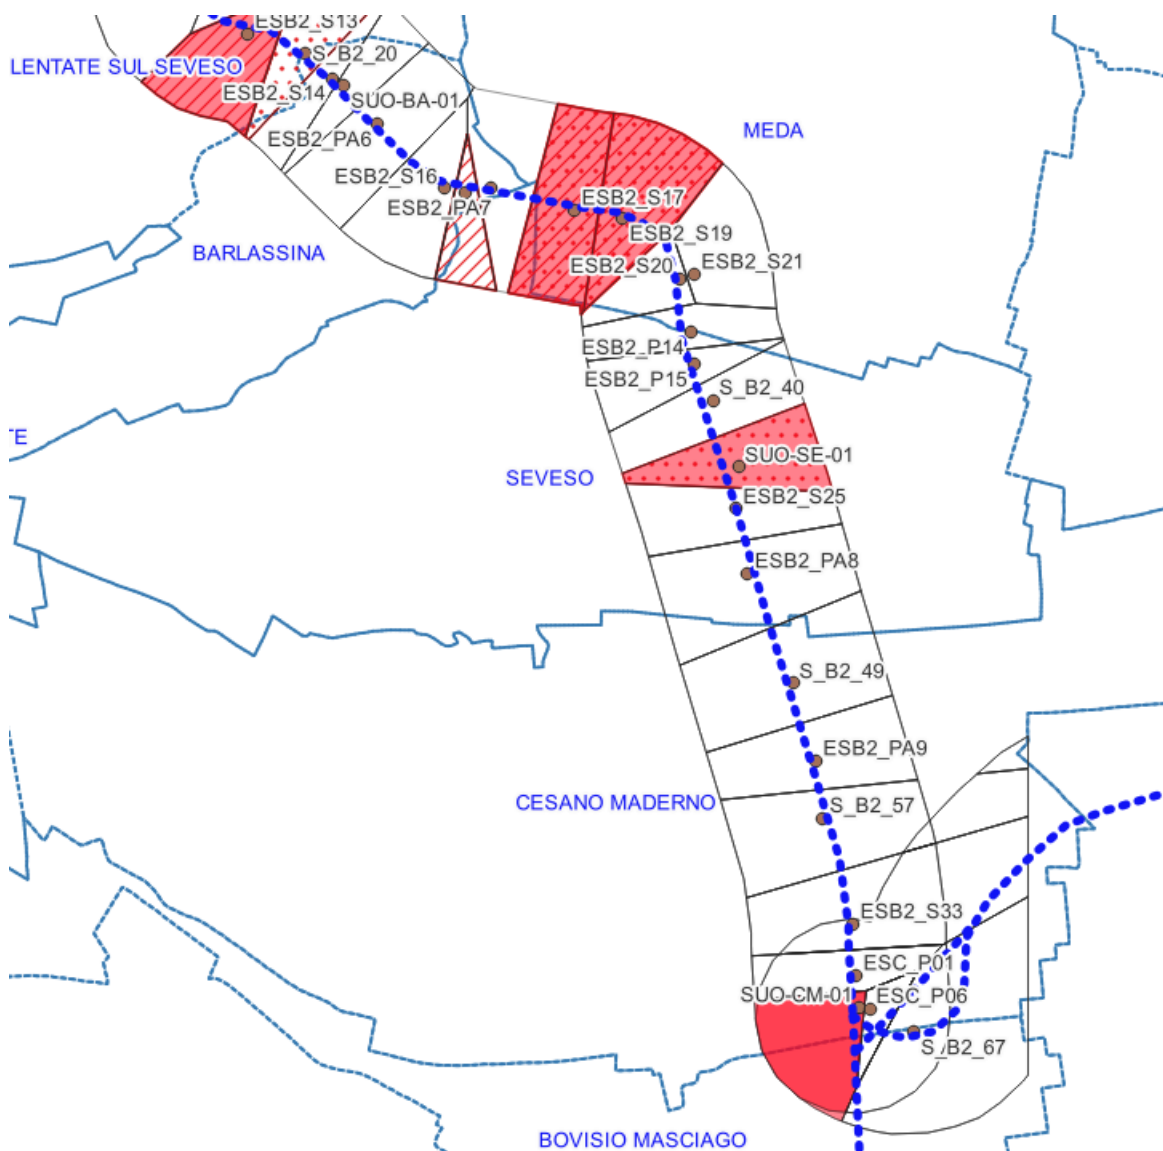 ESB2_S13
S_B2_20
LENTATE SUL SEVESO
ESB2_S14
SUO-BA-01
MEDA
ESB2_PA6
ESB2_S16
ESB2_S17
ESB2_PA7
ESB2_S19
BARLASSINA
ESB2_S20
ESB2_S21
ESB2_P14
ESB2_P15
S_B2_40
TE
SUO-SE-01
SEVESO
ESB2_S25
ESB2_PA8
S_B2_49
ESB2_PA9
CESANO MADERNO
S_B2_57
ESB2_S33
ESC_P01
SUO-CM-01
ESC_P06
S_B2_67
BOVISIO MASCIAGO